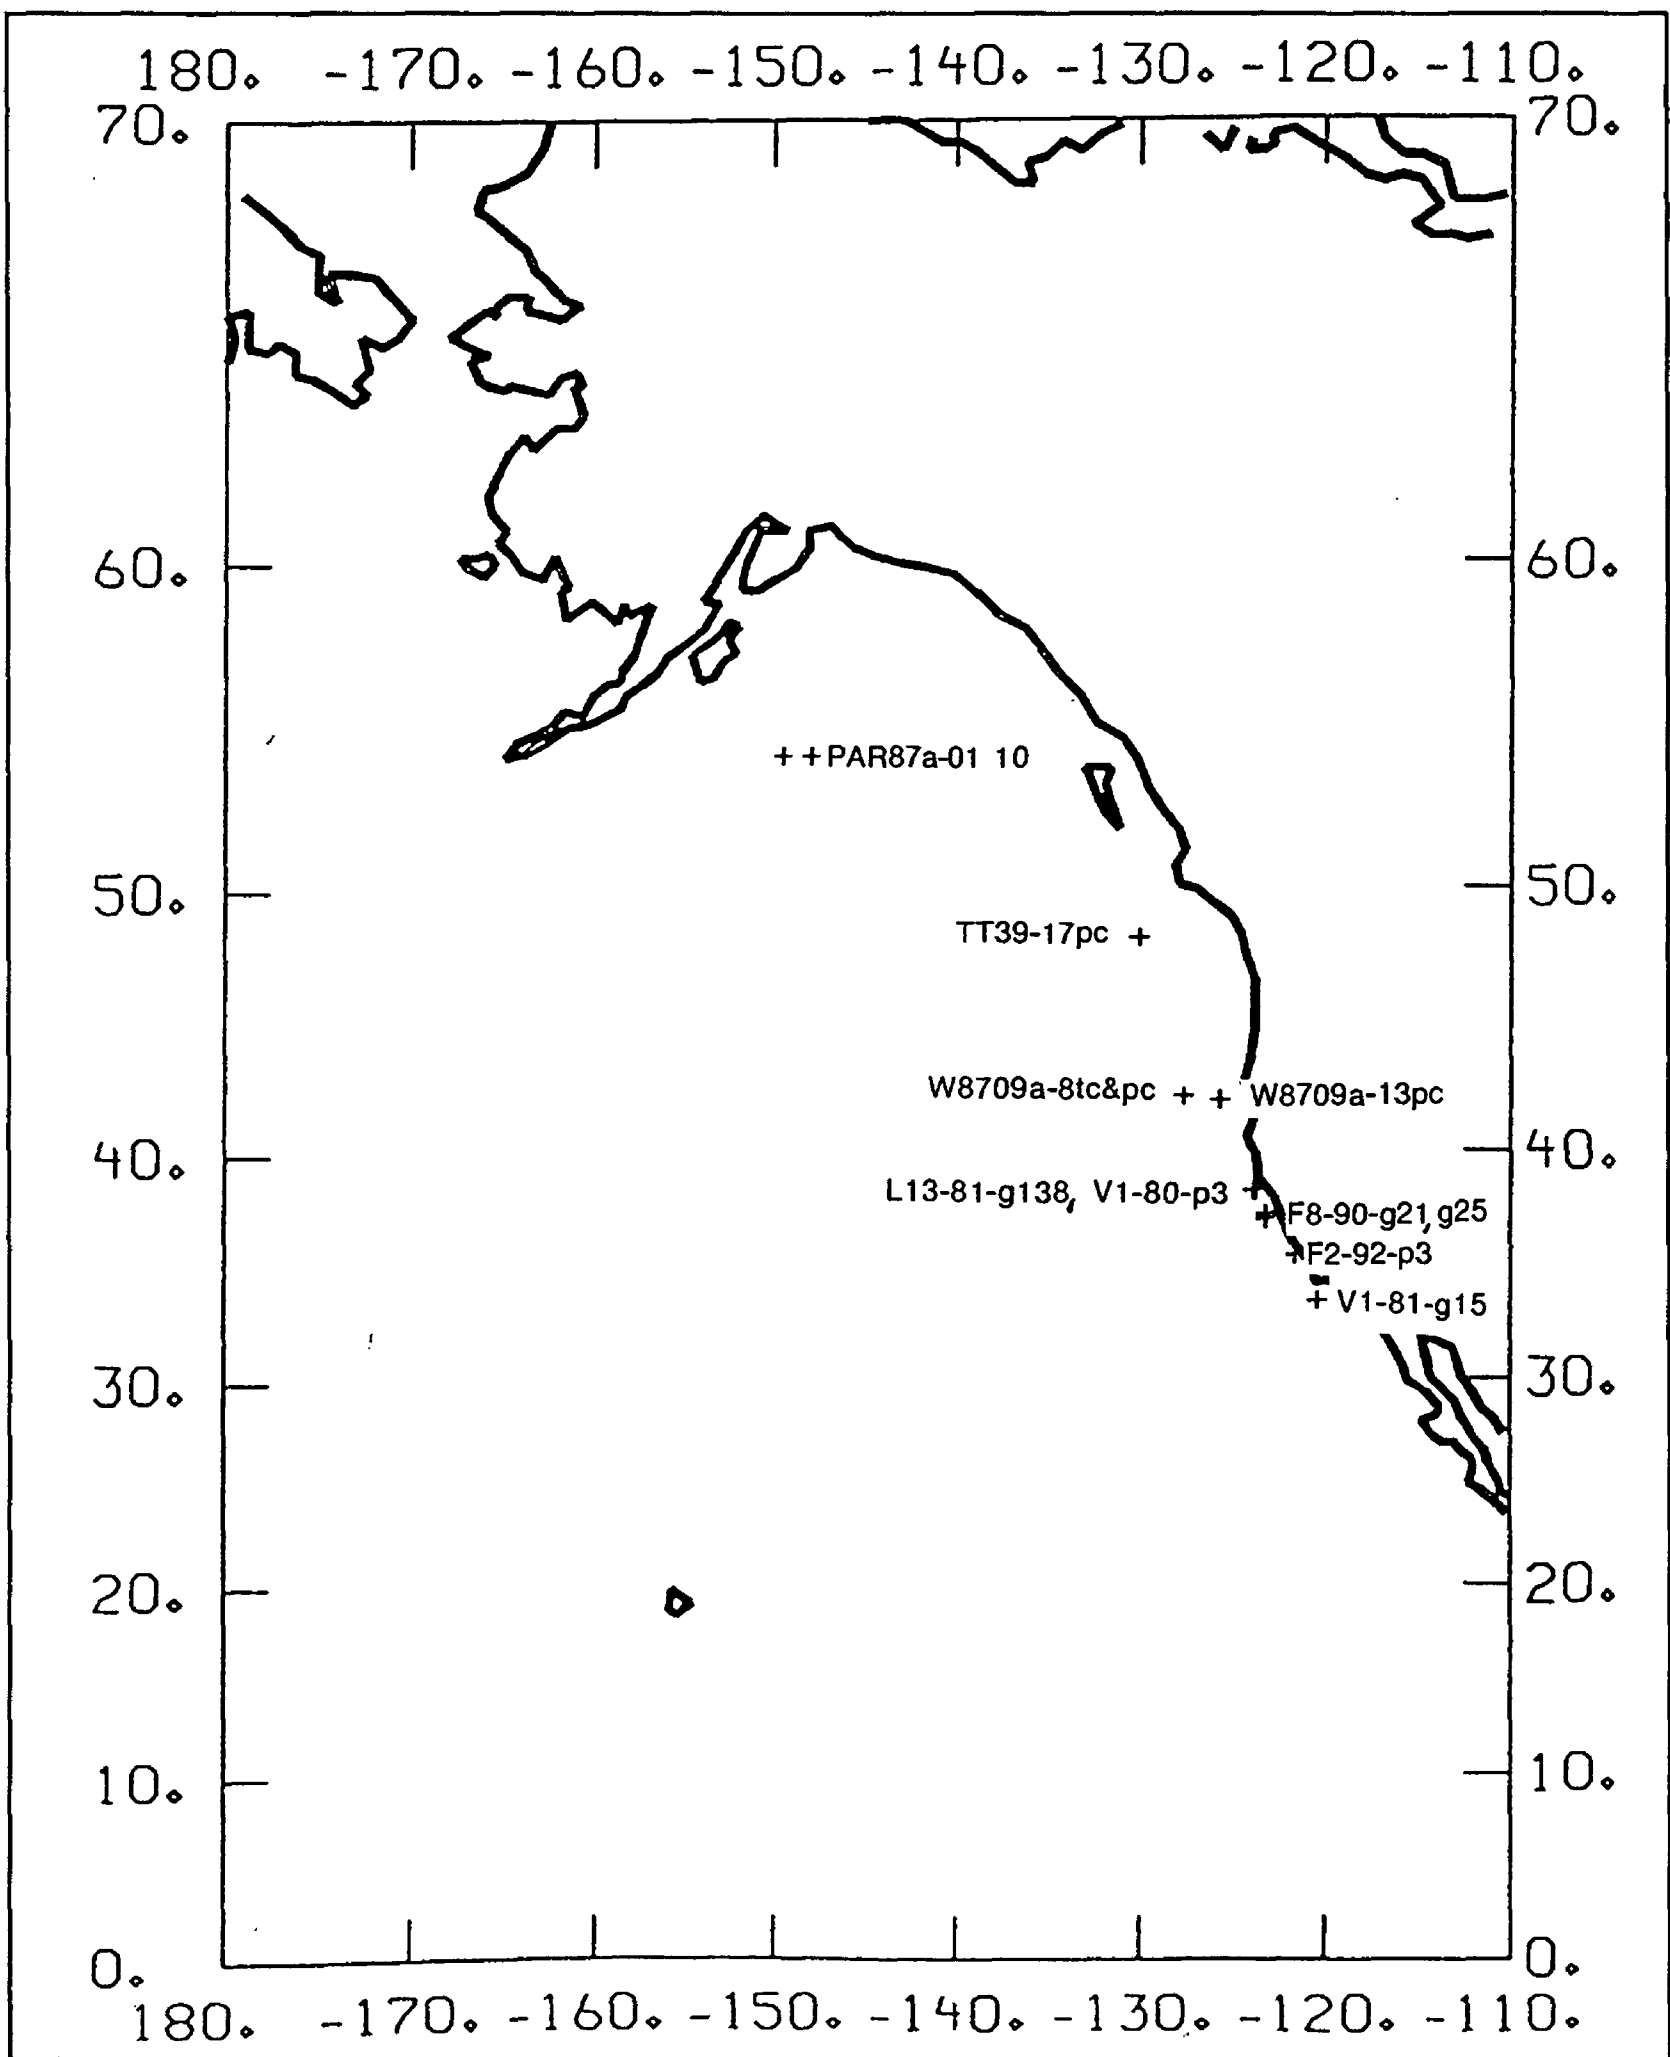 180. -170. -160. -150. -140. -130. -120. -110.
70. 70.
60. 60.
++PAR87a-01 10
50. 50.
TT39-17pc +
W8709a-8tc&pc + + W8709a-13pc
40. 40.
L13-81-g138, V1-80-p3 +
+F8-90-g21,g25
+F2-92-p3
+ V1-81-g15
30. 30.
20. 20.
10. 10.
0. 0.
180. -170. -160. -150. -140. -130. -120. -110.